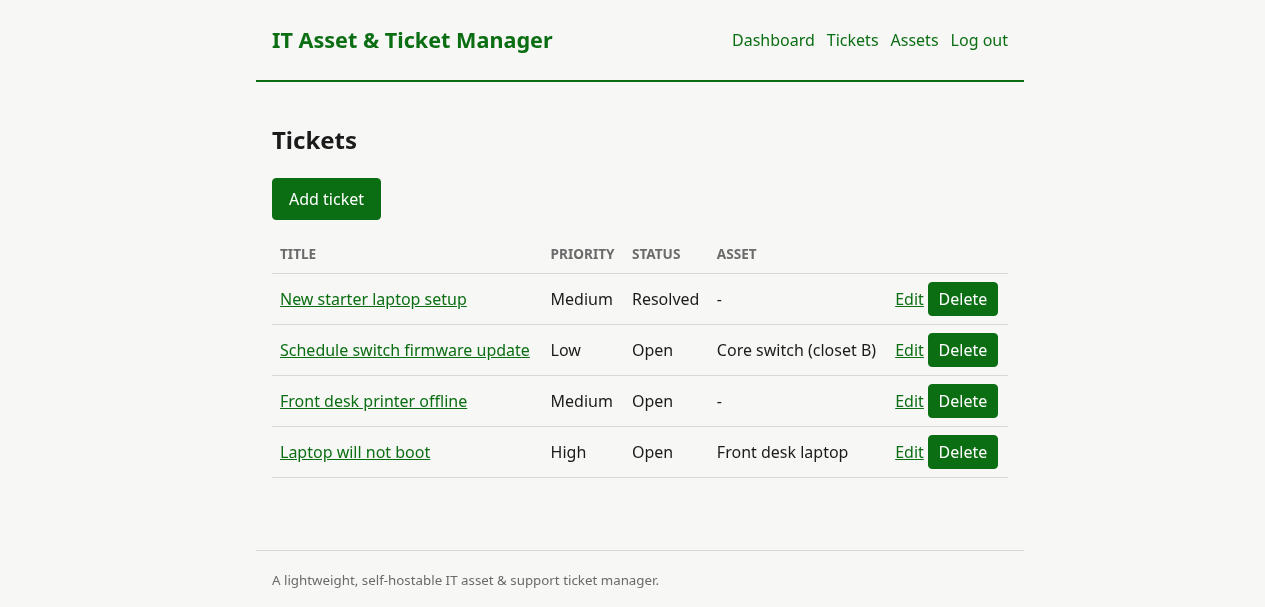 IT Asset & Ticket Manager Dashboard Tickets Assets Log out
Tickets
Add ticket
TITLE PRIORITY STATUS ASSET
New starter laptop setup Medium Resolved - Edit Delete
Schedule switch firmware update Low Open Core switch (closet B) Edit Delete
Front desk printer offline Medium Open - Edit Delete
Laptop will not boot High Open Front desk laptop Edit Delete
A lightweight, self-hostable IT asset & support ticket manager.